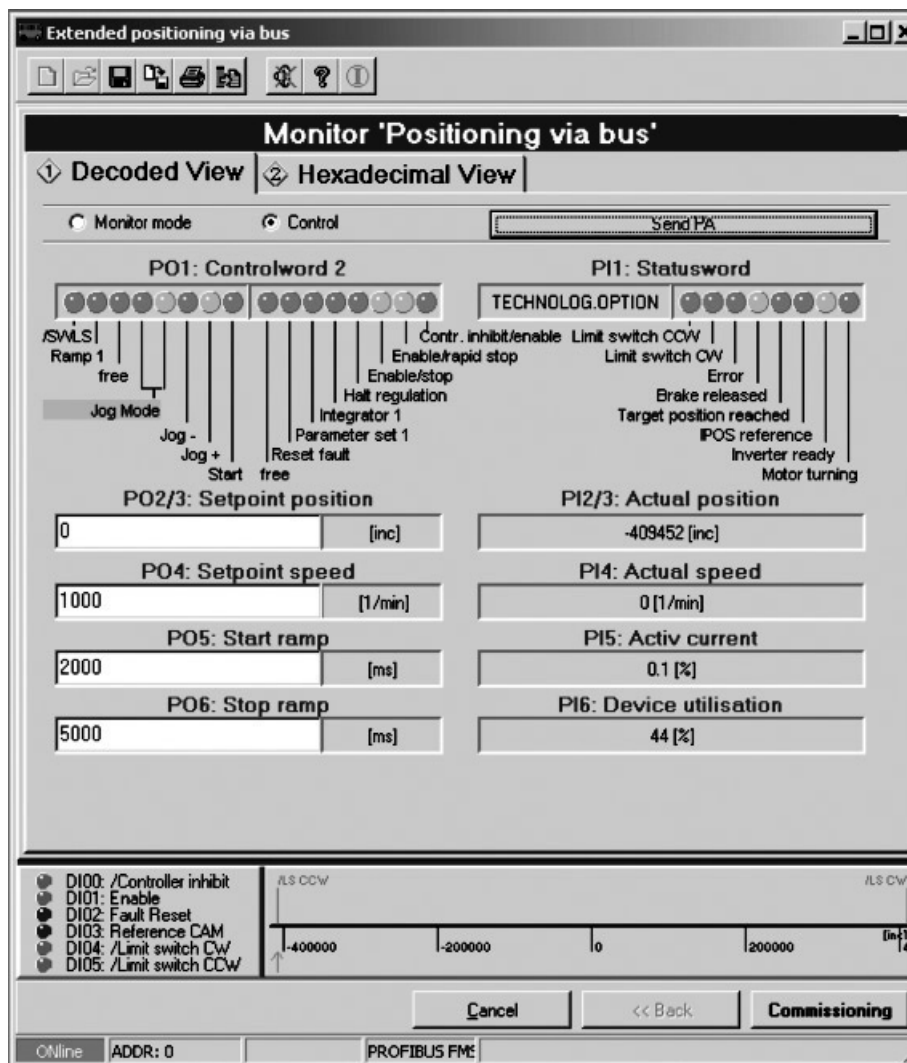 Extended positioning via bus
Monitor 'Positioning via bus'
1 Decoded View
2 Hexadecimal View
Monitor mode
Control
Send PA
PO1: Controlword 2
PI1: Statusword
TECHNOLOG.OPTION
/SWLS
Ramp 1
free
Jog Mode
Jog -
Jog +
Start
free
Reset fault
Parameter set 1
Integrator 1
Halt regulation
Enable/stop
Enable/rapid stop
Contr. inhibit/enable
Limit switch CCW
Limit switch CW
Error
Brake released
Target position reached
IPOS reference
Inverter ready
Motor turning
PO2/3: Setpoint position
0 [inc]
PI2/3: Actual position
-409452 [inc]
PO4: Setpoint speed
1000 [1/min]
PI4: Actual speed
0 [1/min]
PO5: Start ramp
2000 [ms]
PI5: Activ current
0.1 [%]
PO6: Stop ramp
5000 [ms]
PI6: Device utilisation
44 [%]
DI00: /Controller inhibit
DI01: Enable
DI02: Fault Reset
DI03: Reference CAM
DI04: /Limit switch CW
DI05: /Limit switch CCW
/LS CCW
/LS CW
-400000 -200000 0 200000
Cancel
<< Back
Commissioning
ONline
ADDR: 0
PROFIBUS FMS